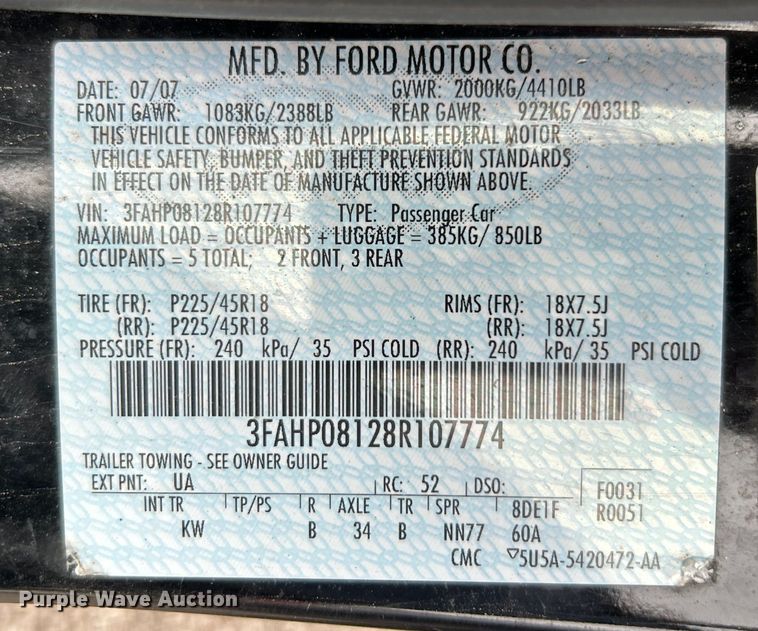 MFD. BY FORD MOTOR CO.
DATE: 07/07 GVWR: 2000KG/4410LB
FRONT GAWR: 1083KG/2388LB REAR GAWR: 922KG/2033LB
THIS VEHICLE CONFORMS TO ALL APPLICABLE FEDERAL MOTOR
VEHICLE SAFETY, BUMPER, AND THEFT PREVENTION STANDARDS
IN EFFECT ON THE DATE OF MANUFACTURE SHOWN ABOVE.
VIN: 3FAHP08128R107774 TYPE: Passenger Car
MAXIMUM LOAD = OCCUPANTS + LUGGAGE = 385KG/ 850LB
OCCUPANTS = 5 TOTAL; 2 FRONT, 3 REAR
TIRE (FR): P225/45R18 RIMS (FR): 18X7.5J
(RR): P225/45R18 (RR): 18X7.5J
PRESSURE (FR): 240 kPa/ 35 PSI COLD (RR): 240 kPa/ 35 PSI COLD
3FAHP08128R107774
TRAILER TOWING - SEE OWNER GUIDE
EXT PNT: UA RC: 52 DSO: F0031
INT TR TP/PS R AXLE TR SPR 8DE1F R0051
KW B 34 B NN77 60A
CMC ▽5U5A-5420472-AA
Purple Wave Auction